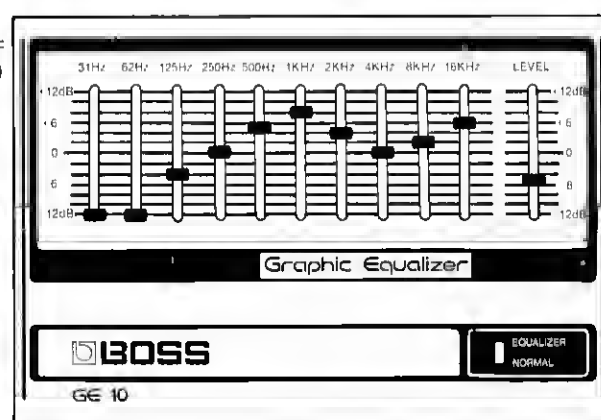 31Hz 62Hz 125Hz 250Hz 500Hz 1KHz 2KHz 4KHz 8KHz 16KHz LEVEL
+12dB +12dB
+6 +6
0 0
6 6
12dB 12dB
Graphic Equalizer
BOSS
EQUALIZER
NORMAL
GE 10